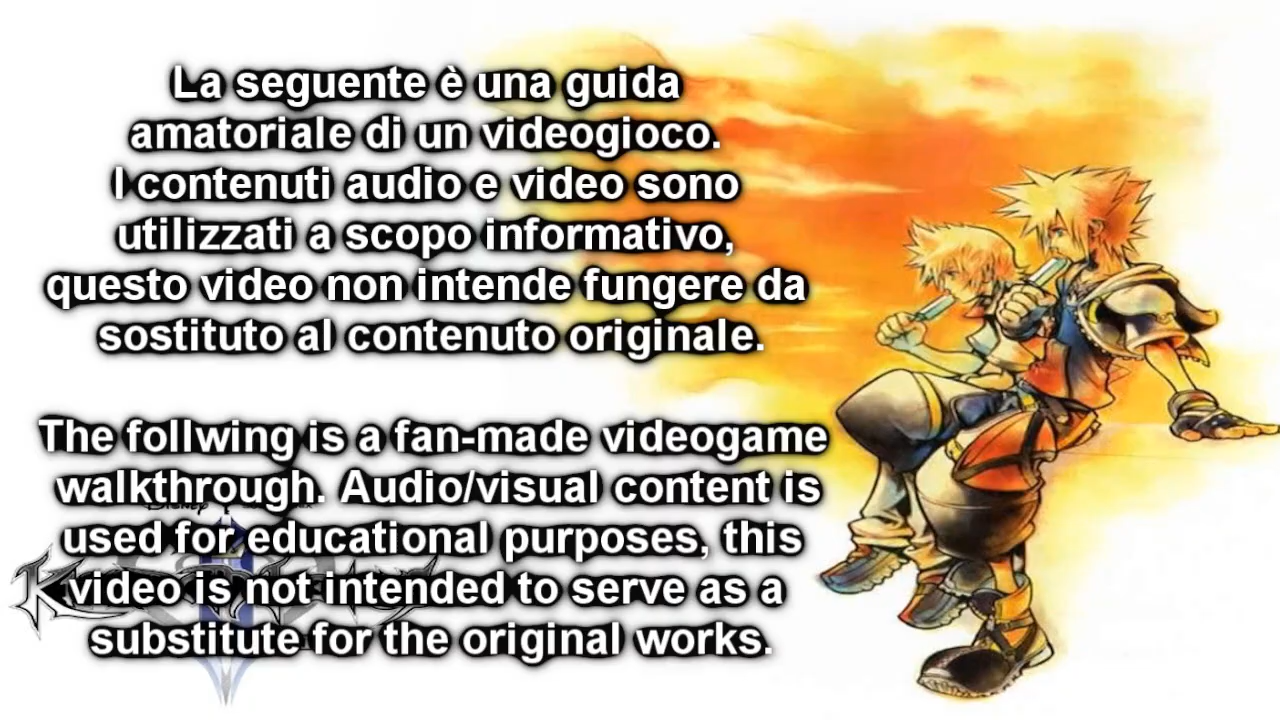 La seguente è una guida
amatoriale di un videogioco.
I contenuti audio e video sono
utilizzati a scopo informativo,
questo video non intende fungere da
sostituto al contenuto originale.
The follwing is a fan-made videogame
walkthrough. Audio/visual content is
used for educational purposes, this
video is not intended to serve as a
substitute for the original works.